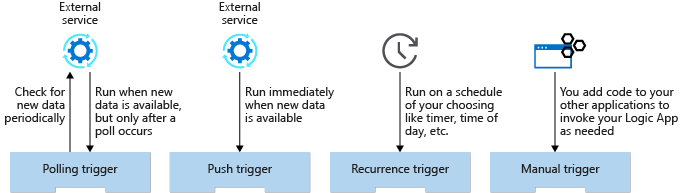 External
service
Check for
new data
periodically
Run when new
data is available,
but only after a
poll occurs
Polling trigger
External
service
Run immediately
when new data
is available
Push trigger
Run on a schedule
of your choosing
like timer, time of
day, etc.
Recurrence trigger
You add code to your
other applications to
invoke your Logic App
as needed
Manual trigger